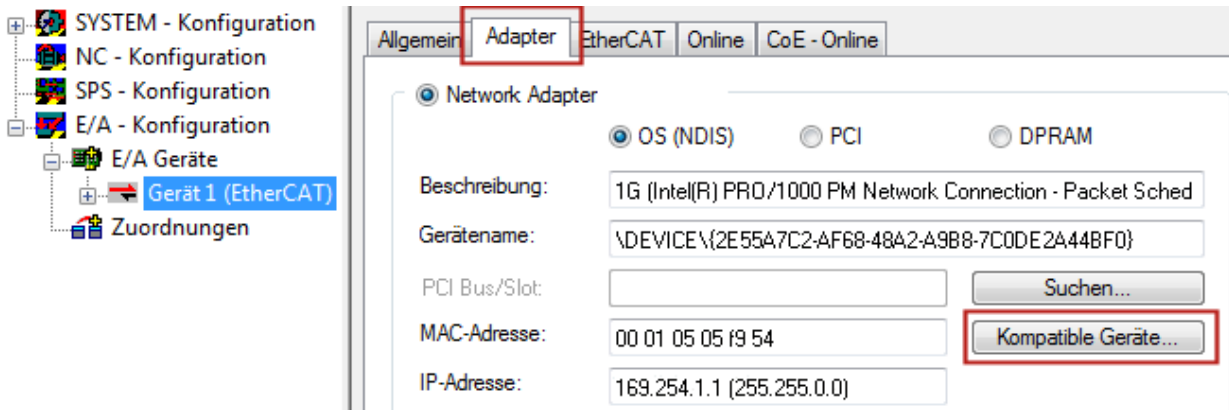 SYSTEM - Konfiguration
NC - Konfiguration
SPS - Konfiguration
E/A - Konfiguration
E/A Geräte
Gerät 1 (EtherCAT)
Zuordnungen
Allgemein Adapter EtherCAT Online CoE - Online
Network Adapter
OS (NDIS) PCI DPRAM
Beschreibung: 1G (Intel(R) PRO/1000 PM Network Connection - Packet Sched
Gerätename: \DEVICE\{2E55A7C2-AF68-48A2-A9B8-7C0DE2A44BF0}
PCI Bus/Slot: Suchen...
MAC-Adresse: 00 01 05 05 f9 54 Kompatible Geräte...
IP-Adresse: 169.254.1.1 (255.255.0.0)